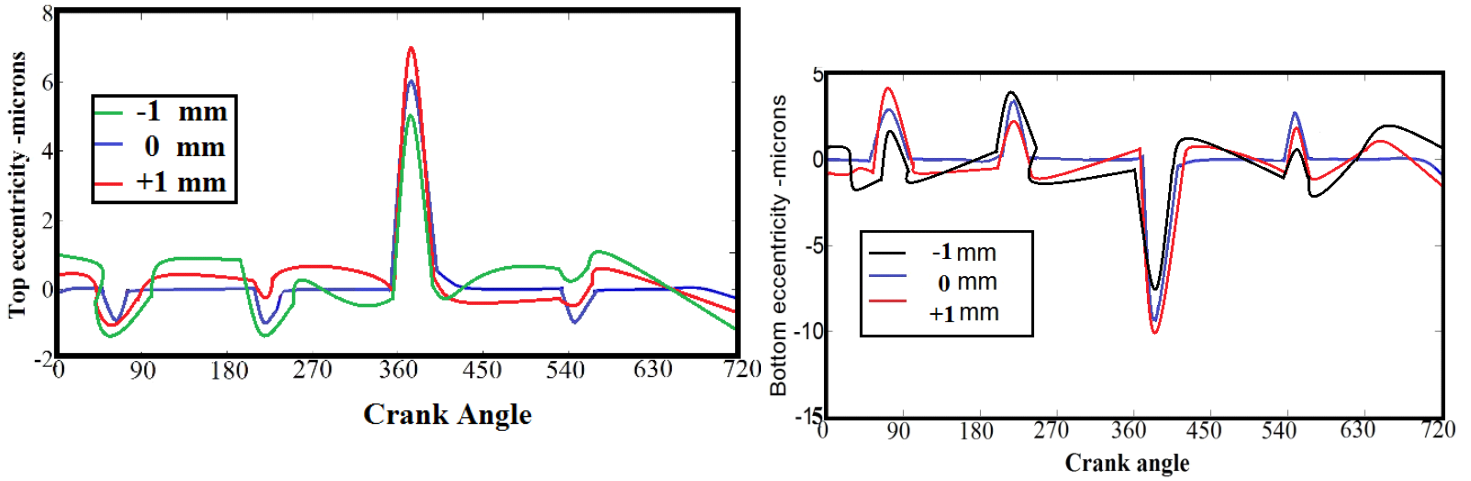 8
6
4
2
0
-2
Top eccentricity -microns
-1 mm
0 mm
+1 mm
0 90 180 270 360 450 540 630 720
Crank Angle
5
0
-5
-10
-15
Bottom eccentricity -microns
-1 mm
0 mm
+1 mm
0 90 180 270 360 450 540 630 720
Crank angle